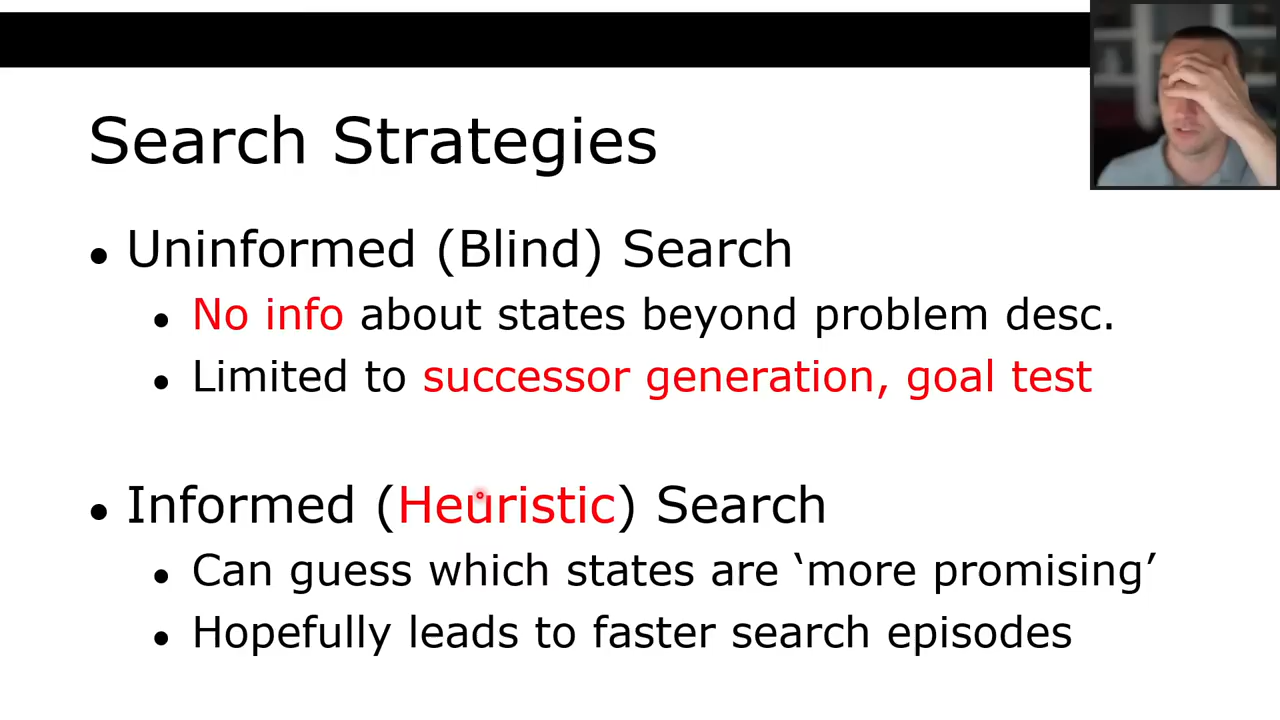 Search Strategies
● Uninformed (Blind) Search
● No info about states beyond problem desc.
● Limited to successor generation, goal test
● Informed (Heuristic) Search
● Can guess which states are ‘more promising’
● Hopefully leads to faster search episodes